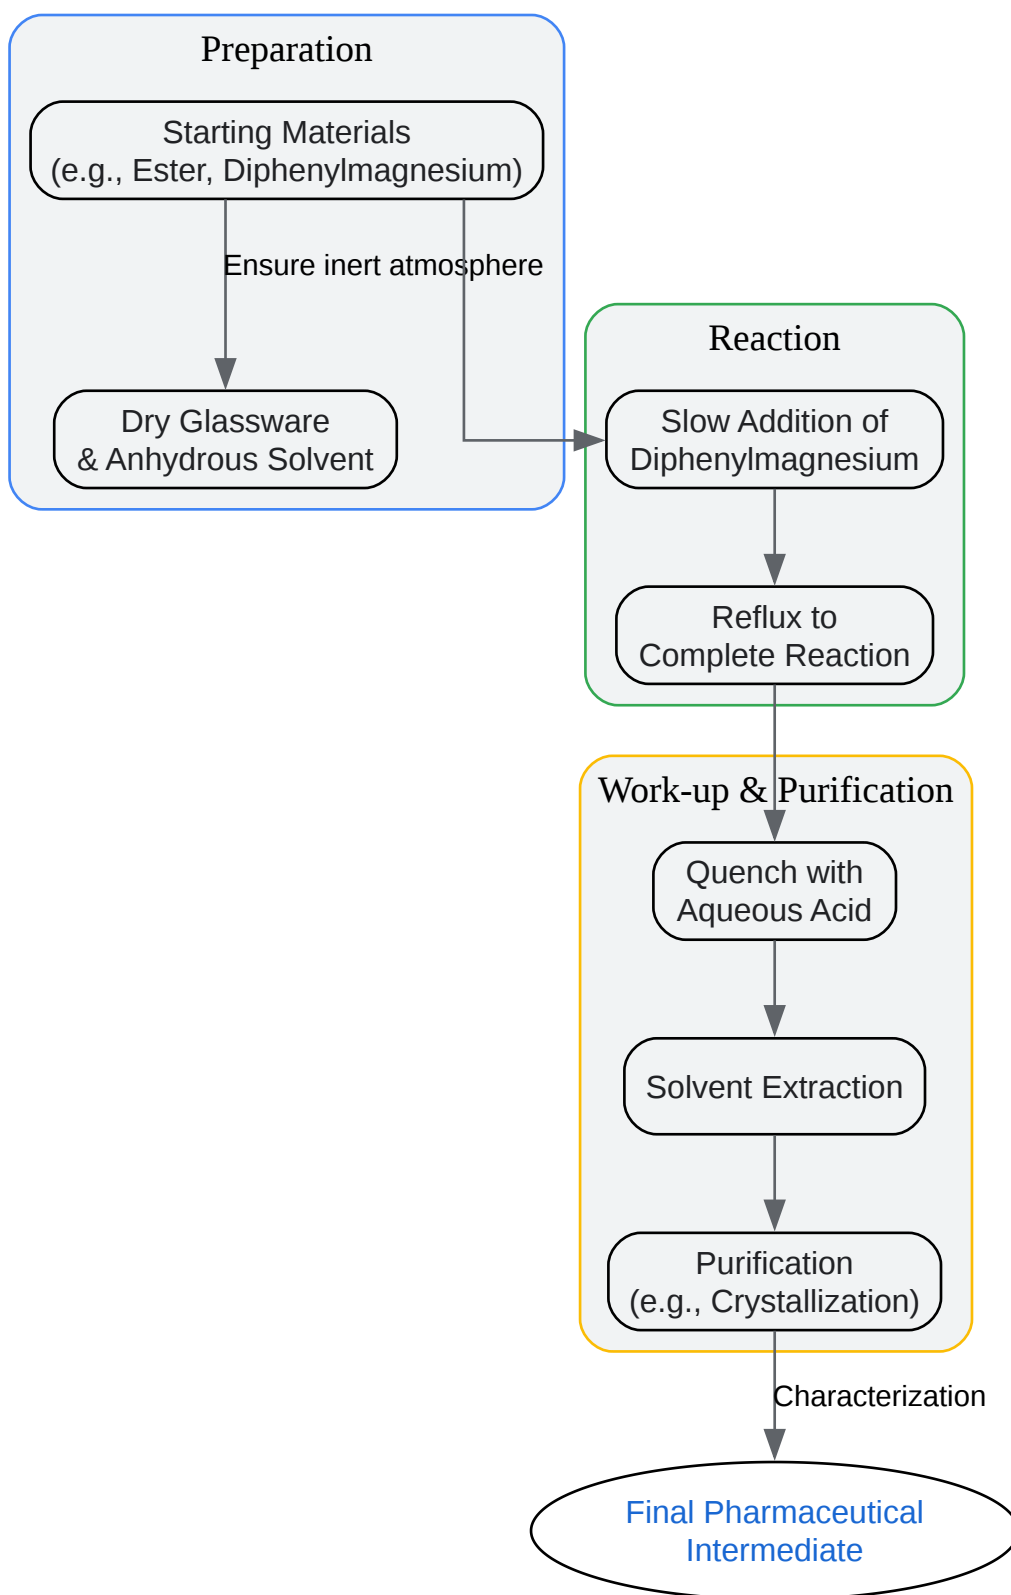 Preparation
Starting Materials
(e.g., Ester, Diphenylmagnesium)
Ensure inert atmosphere
Dry Glassware
& Anhydrous Solvent
Reaction
Slow Addition of
Diphenylmagnesium
Reflux to
Complete Reaction
Work-up & Purification
Quench with
Aqueous Acid
Solvent Extraction
Purification
(e.g., Crystallization)
Characterization
Final Pharmaceutical
Intermediate